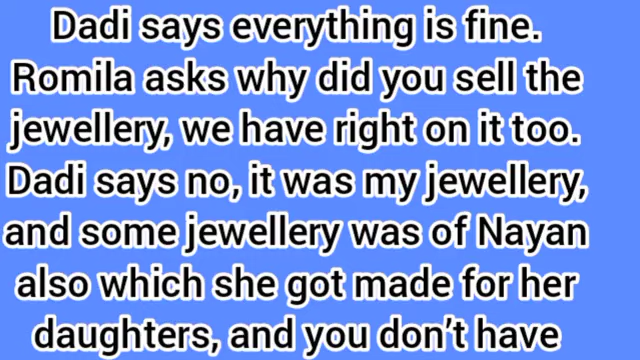 Dadi says everything is fine.
Romila asks why did you sell the
jewellery, we have right on it too.
Dadi says no, it was my jewellery,
and some jewellery was of Nayan
also which she got made for her
daughters, and you don’t have